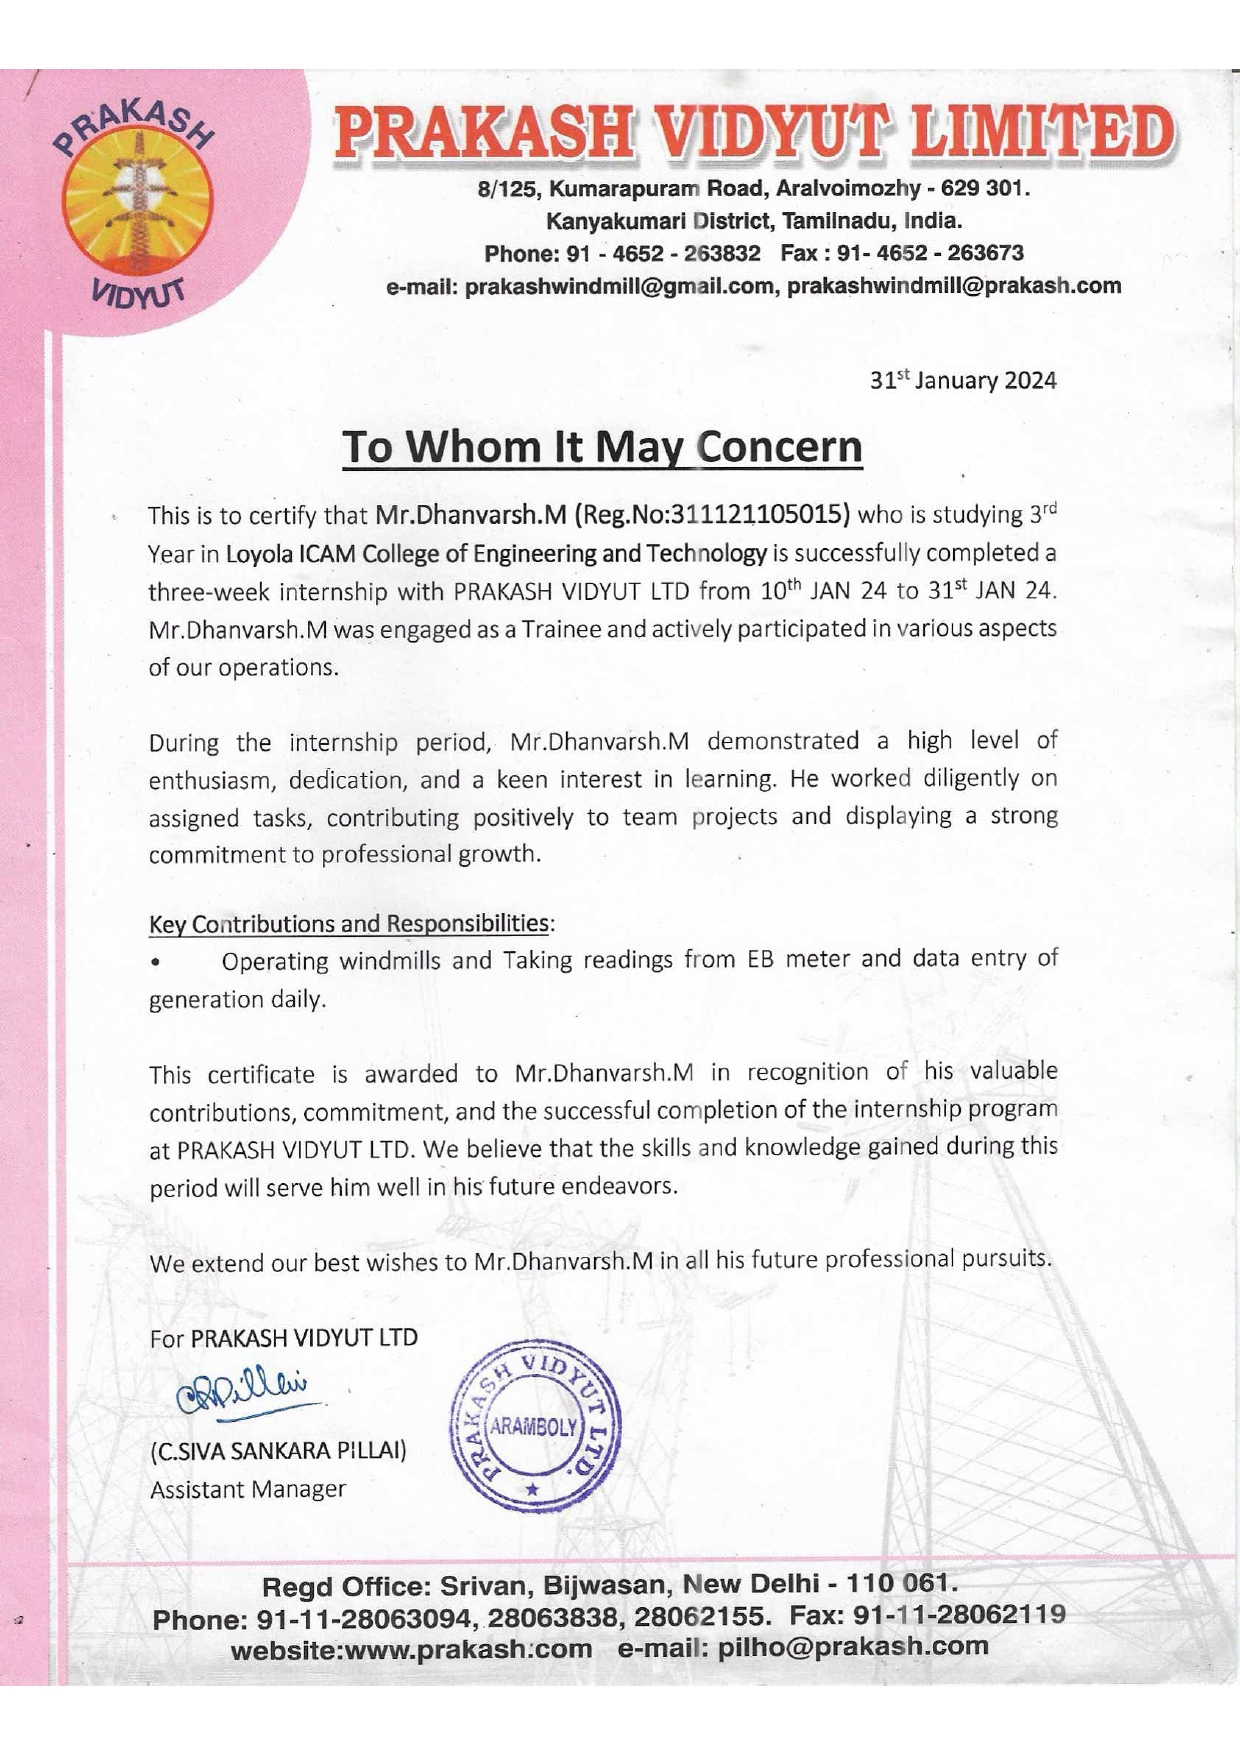 PRAKASH
VIDYUT
PRAKASH VIDYUT LIMITED
8/125, Kumarapuram Road, Aralvoimozhy - 629 301.
Kanyakumari District, Tamilnadu, India.
Phone: 91 - 4652 - 263832 Fax : 91- 4652 - 263673
e-mail: prakashwindmill@gmail.com, prakashwindmill@prakash.com
31st January 2024
To Whom It May Concern
This is to certify that Mr.Dhanvarsh.M (Reg.No:311121105015) who is studying 3rd
Year in Loyola ICAM College of Engineering and Technology is successfully completed a
three-week internship with PRAKASH VIDYUT LTD from 10th JAN 24 to 31st JAN 24.
Mr.Dhanvarsh.M was engaged as a Trainee and actively participated in various aspects
of our operations.
During the internship period, Mr.Dhanvarsh.M demonstrated a high level of
enthusiasm, dedication, and a keen interest in learning. He worked diligently on
assigned tasks, contributing positively to team projects and displaying a strong
commitment to professional growth.
Key Contributions and Responsibilities:
• Operating windmills and Taking readings from EB meter and data entry of
generation daily.
This certificate is awarded to Mr.Dhanvarsh.M in recognition of his valuable
contributions, commitment, and the successful completion of the internship program
at PRAKASH VIDYUT LTD. We believe that the skills and knowledge gained during this
period will serve him well in his future endeavors.
We extend our best wishes to Mr.Dhanvarsh.M in all his future professional pursuits.
For PRAKASH VIDYUT LTD
CSPillai
PRAKASH VIDYUT LTD.
ARAMBOLY
(C.SIVA SANKARA PILLAI)
Assistant Manager
Regd Office: Srivan, Bijwasan, New Delhi - 110 061.
Phone: 91-11-28063094, 28063838, 28062155. Fax: 91-11-28062119
website:www.prakash.com e-mail: pilho@prakash.com